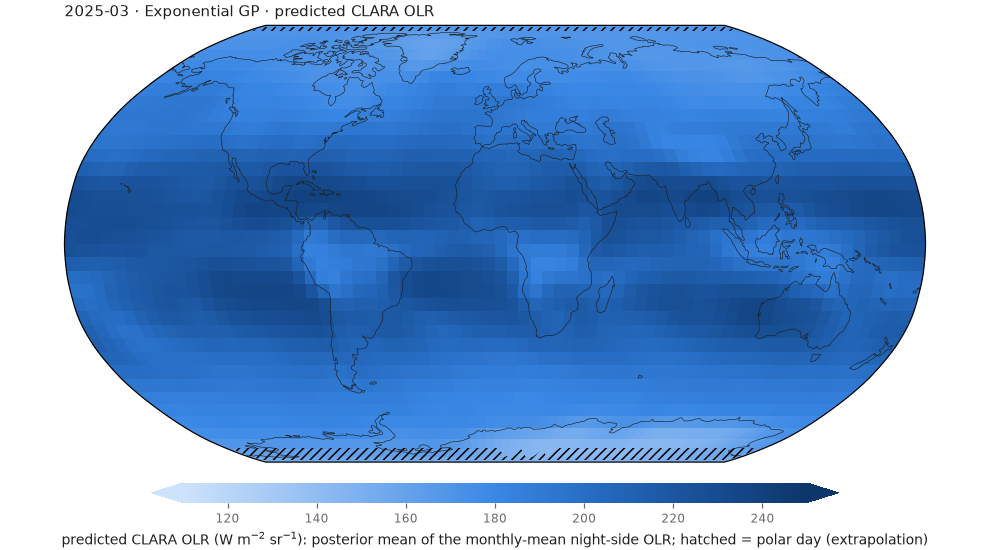 2025-03 · Exponential GP · predicted CLARA OLR
120 140 160 180 200 220 240
predicted CLARA OLR (W m⁻² sr⁻¹): posterior mean of the monthly-mean night-side OLR; hatched = polar day (extrapolation)